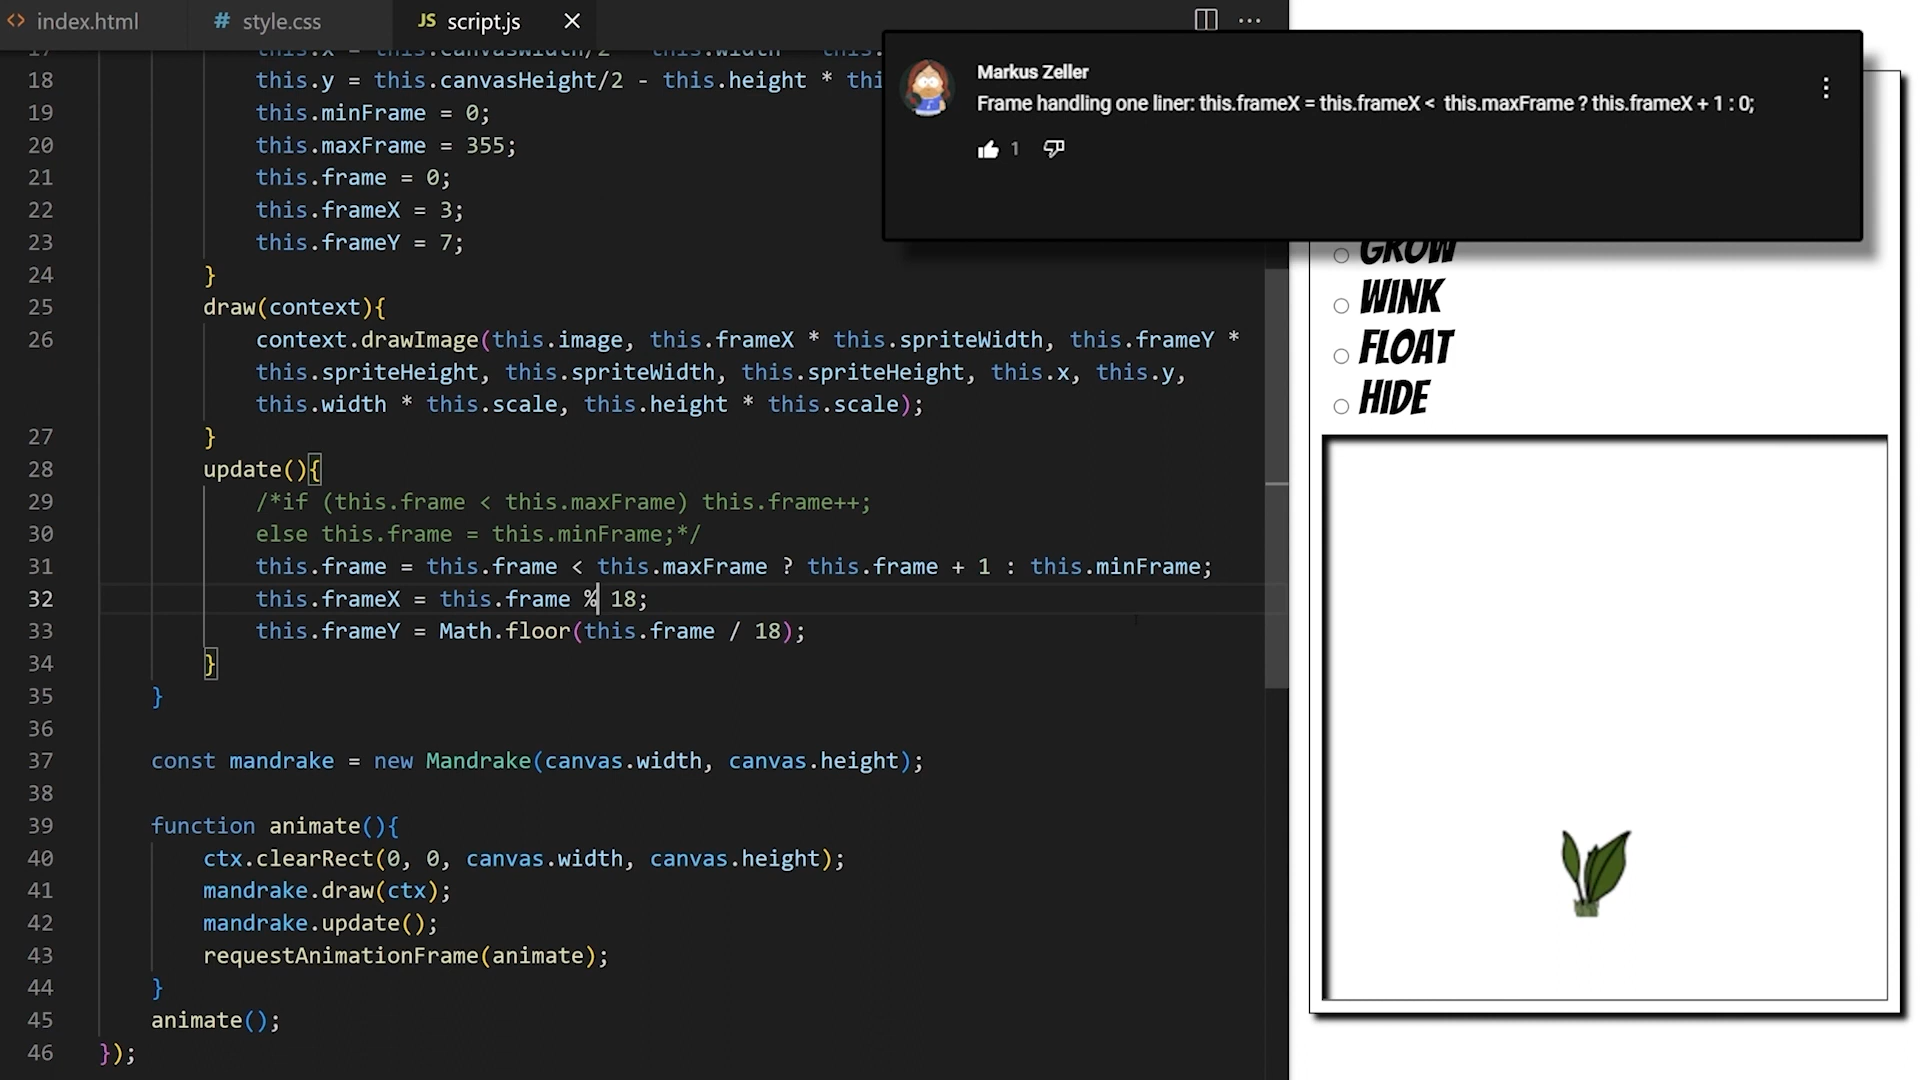 index.html
# style.css
JS script.js
17 this.x = this.canvasWidth/2 - this.width * this.
18 this.y = this.canvasHeight/2 - this.height * thi
19 this.minFrame = 0;
20 this.maxFrame = 355;
21 this.frame = 0;
22 this.frameX = 3;
23 this.frameY = 7;
24 }
25 draw(context){
26 context.drawImage(this.image, this.frameX * this.spriteWidth, this.frameY *
this.spriteHeight, this.spriteWidth, this.spriteHeight, this.x, this.y,
this.width * this.scale, this.height * this.scale);
27 }
28 update(){
29 /*if (this.frame < this.maxFrame) this.frame++;
30 else this.frame = this.minFrame;*/
31 this.frame = this.frame < this.maxFrame ? this.frame + 1 : this.minFrame;
32 this.frameX = this.frame % 18;
33 this.frameY = Math.floor(this.frame / 18);
34 }
35 }
36
37 const mandrake = new Mandrake(canvas.width, canvas.height);
38
39 function animate(){
40 ctx.clearRect(0, 0, canvas.width, canvas.height);
41 mandrake.draw(ctx);
42 mandrake.update();
43 requestAnimationFrame(animate);
44 }
45 animate();
46 });
Markus Zeller
Frame handling one liner: this.frameX = this.frameX < this.maxFrame ? this.frameX + 1 : 0;
1
GROW
WINK
FLOAT
HIDE